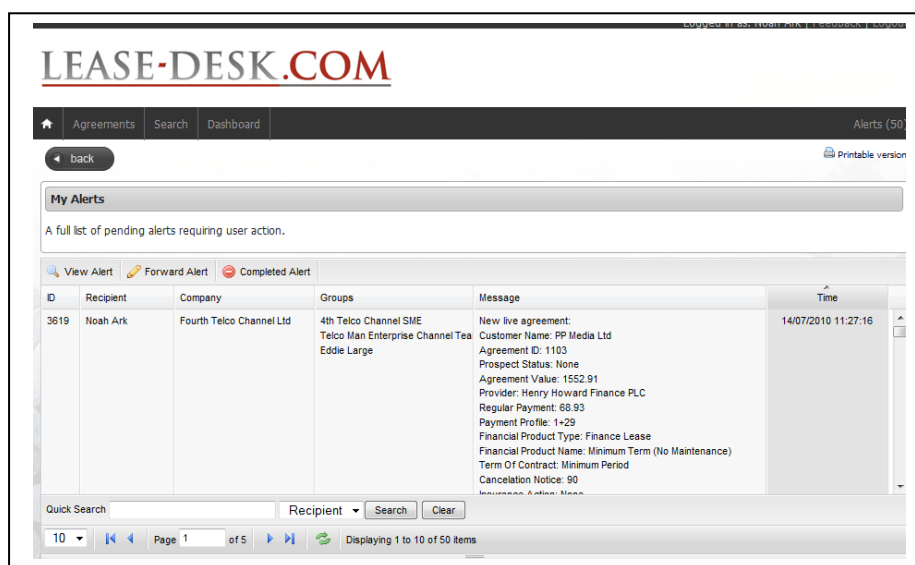 Logged in as: Noah Ark | Feedback | Logout
LEASE-DESK.COM
Agreements Search Dashboard Alerts (50)
back Printable version
My Alerts
A full list of pending alerts requiring user action.
View Alert Forward Alert Completed Alert
ID Recipient Company Groups Message Time
3619 Noah Ark Fourth Telco Channel Ltd 4th Telco Channel SME New live agreement: 14/07/2010 11:27:16
Telco Man Enterprise Channel Tea Customer Name: PP Media Ltd
Eddie Large Agreement ID: 1103
Prospect Status: None
Agreement Value: 1552.91
Provider: Henry Howard Finance PLC
Regular Payment: 68.93
Payment Profile: 1+29
Financial Product Type: Finance Lease
Financial Product Name: Minimum Term (No Maintenance)
Term Of Contract: Minimum Period
Cancelation Notice: 90
Insurance Action: None
Quick Search Recipient Search Clear
10 Page 1 of 5 Displaying 1 to 10 of 50 items